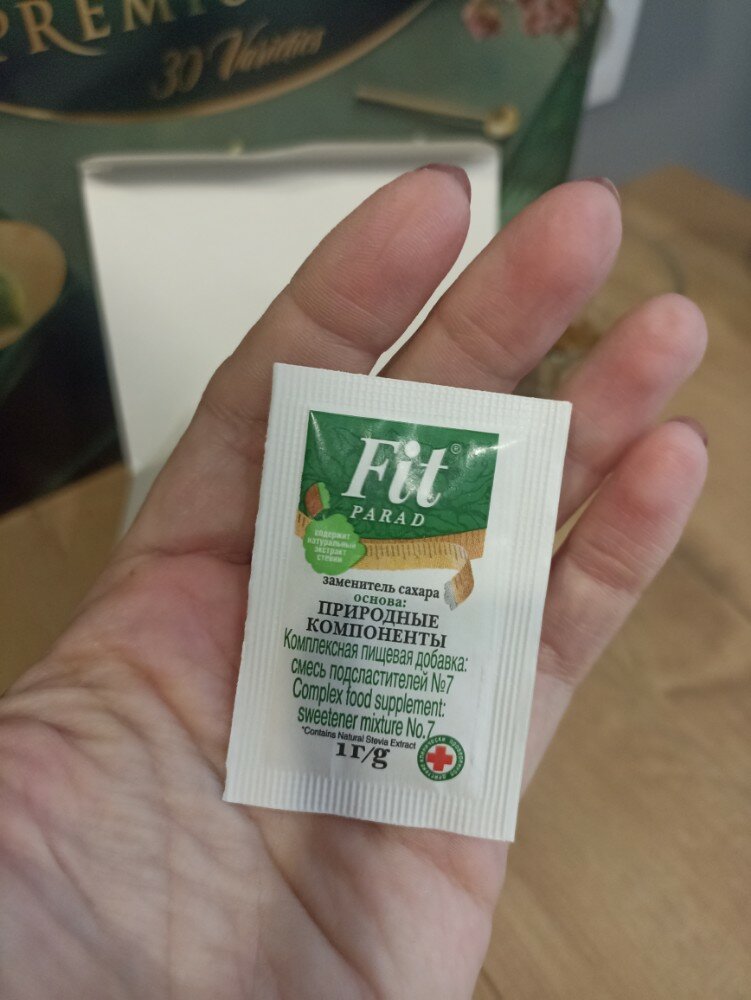 PREMIU
30 Varieties
Fit®
PARAD
содержит
натуральный
экстракт
стевии
заменитель сахара
основа:
ПРИРОДНЫЕ
КОМПОНЕНТЫ
Комплексная пищевая добавка:
смесь подсластителей №7
Complex food supplement:
sweetener mixture No.7
*Contains Natural Stevia Extract
1г/g